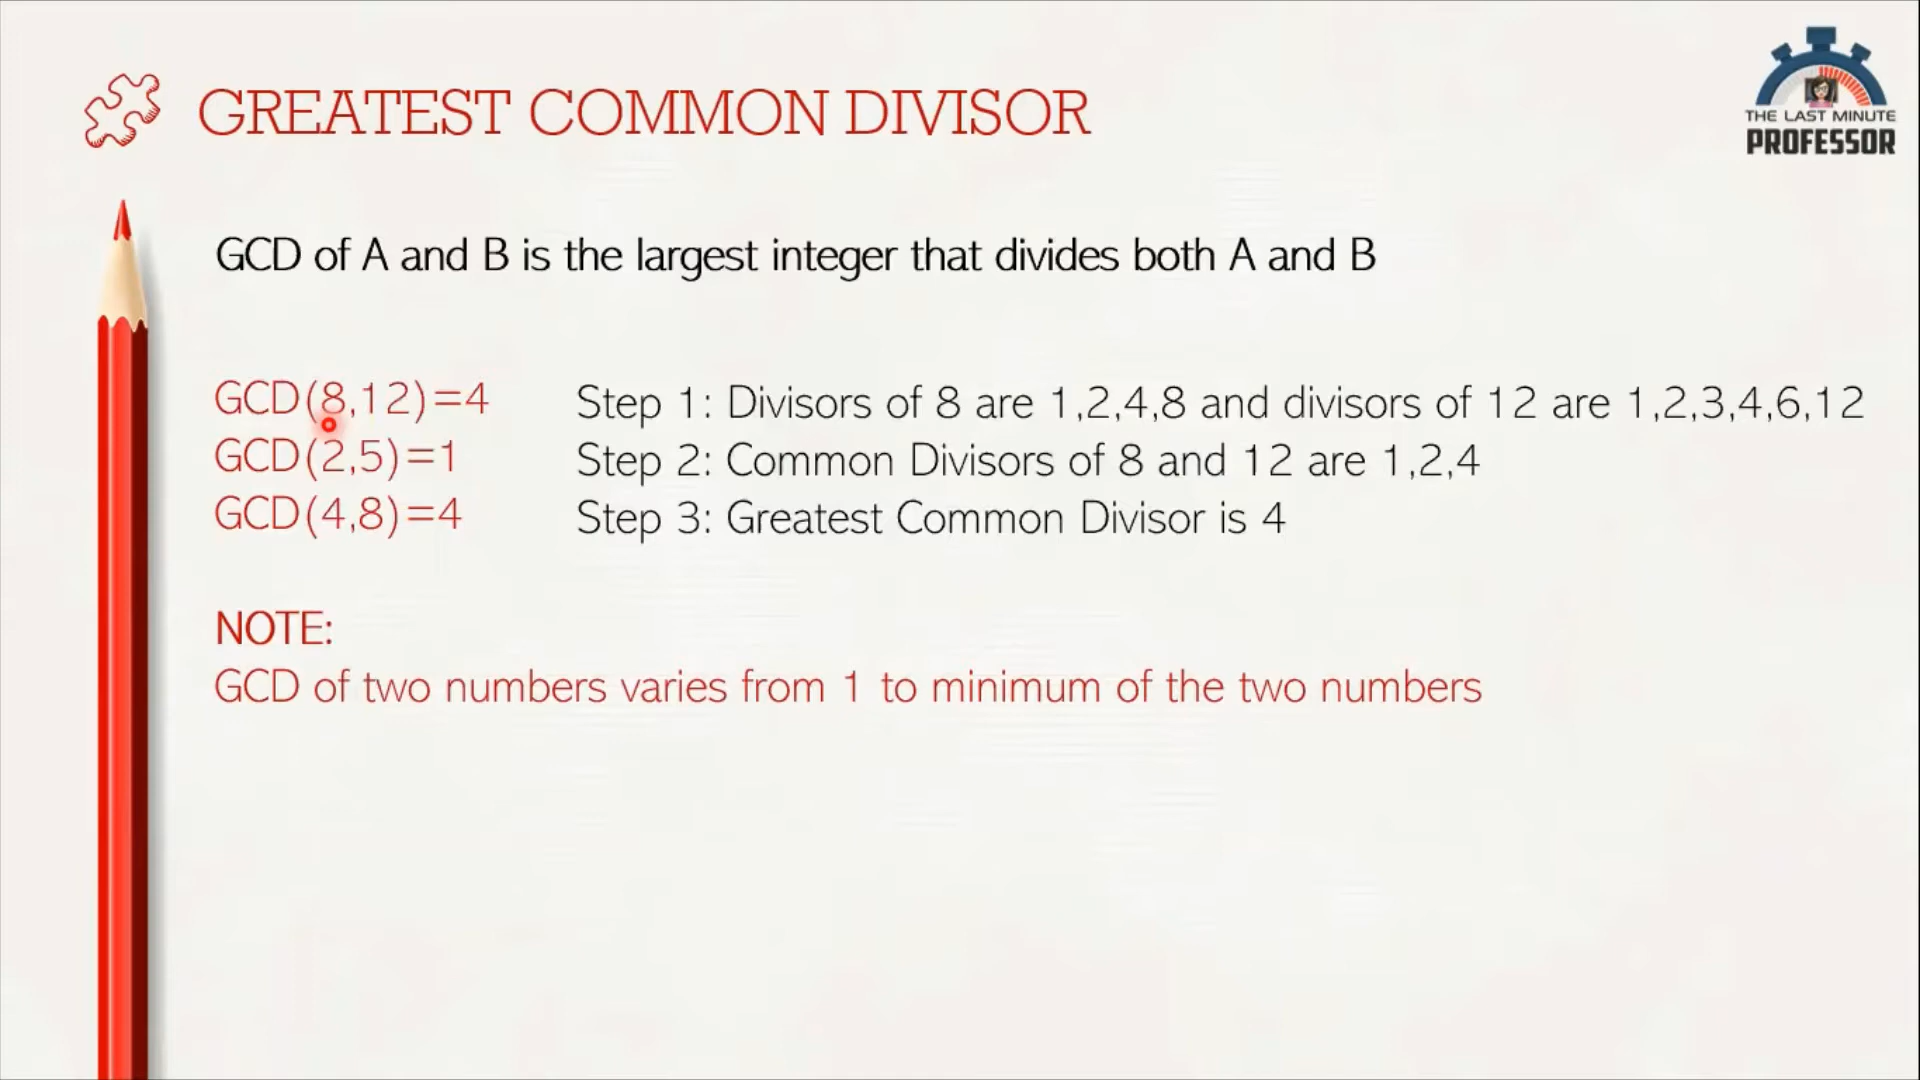 THE LAST MINUTE
PROFESSOR
GREATEST COMMON DIVISOR
GCD of A and B is the largest integer that divides both A and B
GCD(8,12)=4
GCD(2,5)=1
GCD(4,8)=4
Step 1: Divisors of 8 are 1,2,4,8 and divisors of 12 are 1,2,3,4,6,12
Step 2: Common Divisors of 8 and 12 are 1,2,4
Step 3: Greatest Common Divisor is 4
NOTE:
GCD of two numbers varies from 1 to minimum of the two numbers